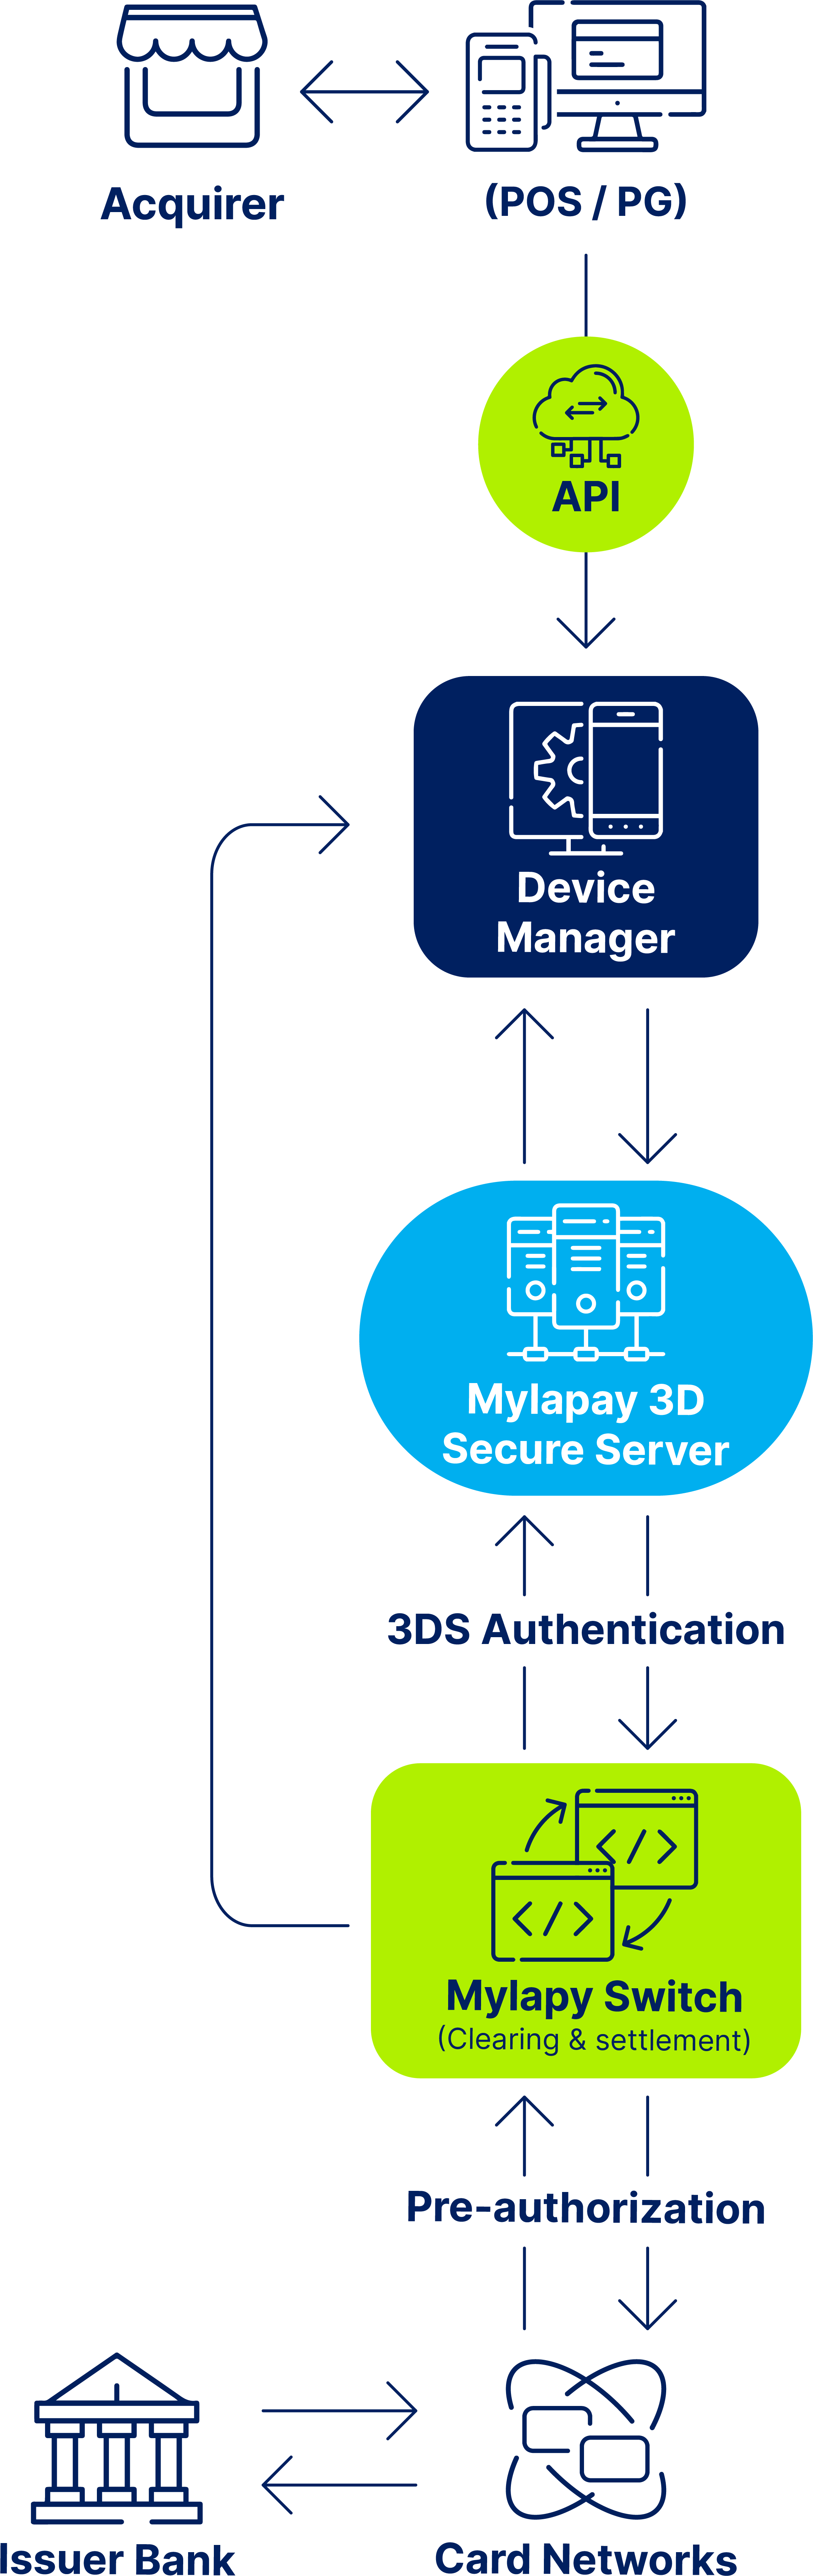 Acquirer
(POS / PG)
API
Device
Manager
Mylapay 3D
Secure Server
3DS Authentication
Mylapy Switch
(Clearing & settlement)
Pre-authorization
Issuer Bank
Card Networks